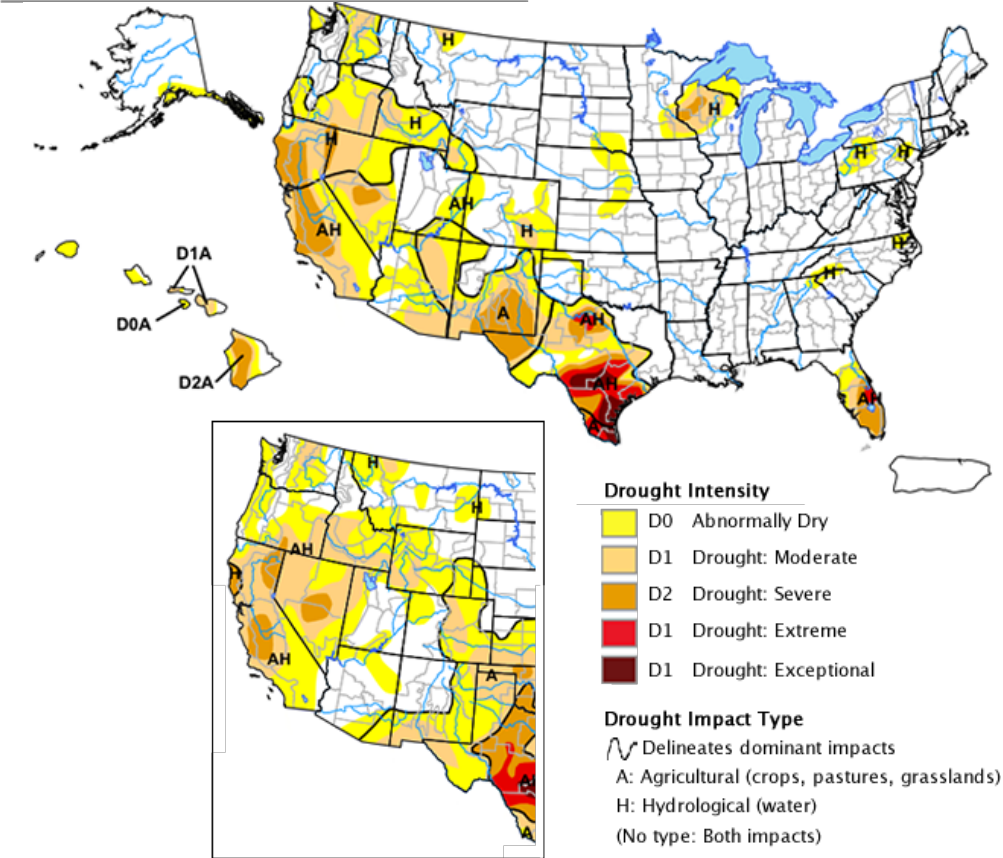 H
H
H
H
H
H
H
AH
AH
H
H
H
D1A
D0A
A
AH
D2A
AH
AH
A
H
AH
H
H
AH
A
A
A
Drought Intensity
D0 Abnormally Dry
D1 Drought: Moderate
D2 Drought: Severe
D1 Drought: Extreme
D1 Drought: Exceptional
Drought Impact Type
Delineates dominant impacts
A: Agricultural (crops, pastures, grasslands)
H: Hydrological (water)
(No type: Both impacts)